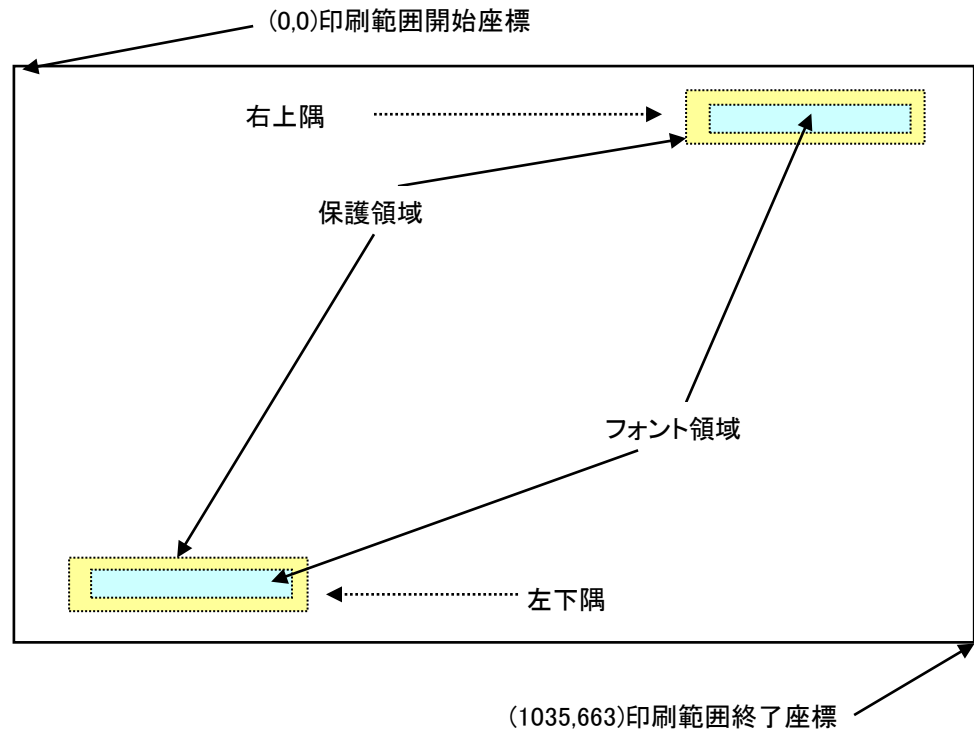 (0,0)印刷範囲開始座標
右上隅
保護領域
フォント領域
左下隅
(1035,663)印刷範囲終了座標